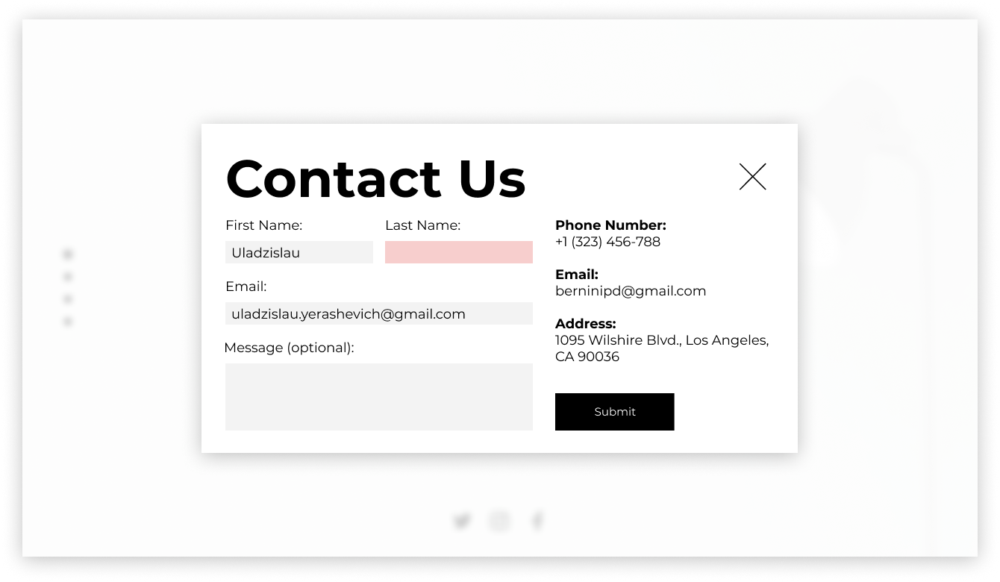 Contact Us
First Name:
Last Name:
Uladzislau
Email:
uladzislau.yerashevich@gmail.com
Message (optional):
Phone Number:
+1 (323) 456-788
Email:
berninipd@gmail.com
Address:
1095 Wilshire Blvd., Los Angeles,
CA 90036
Submit